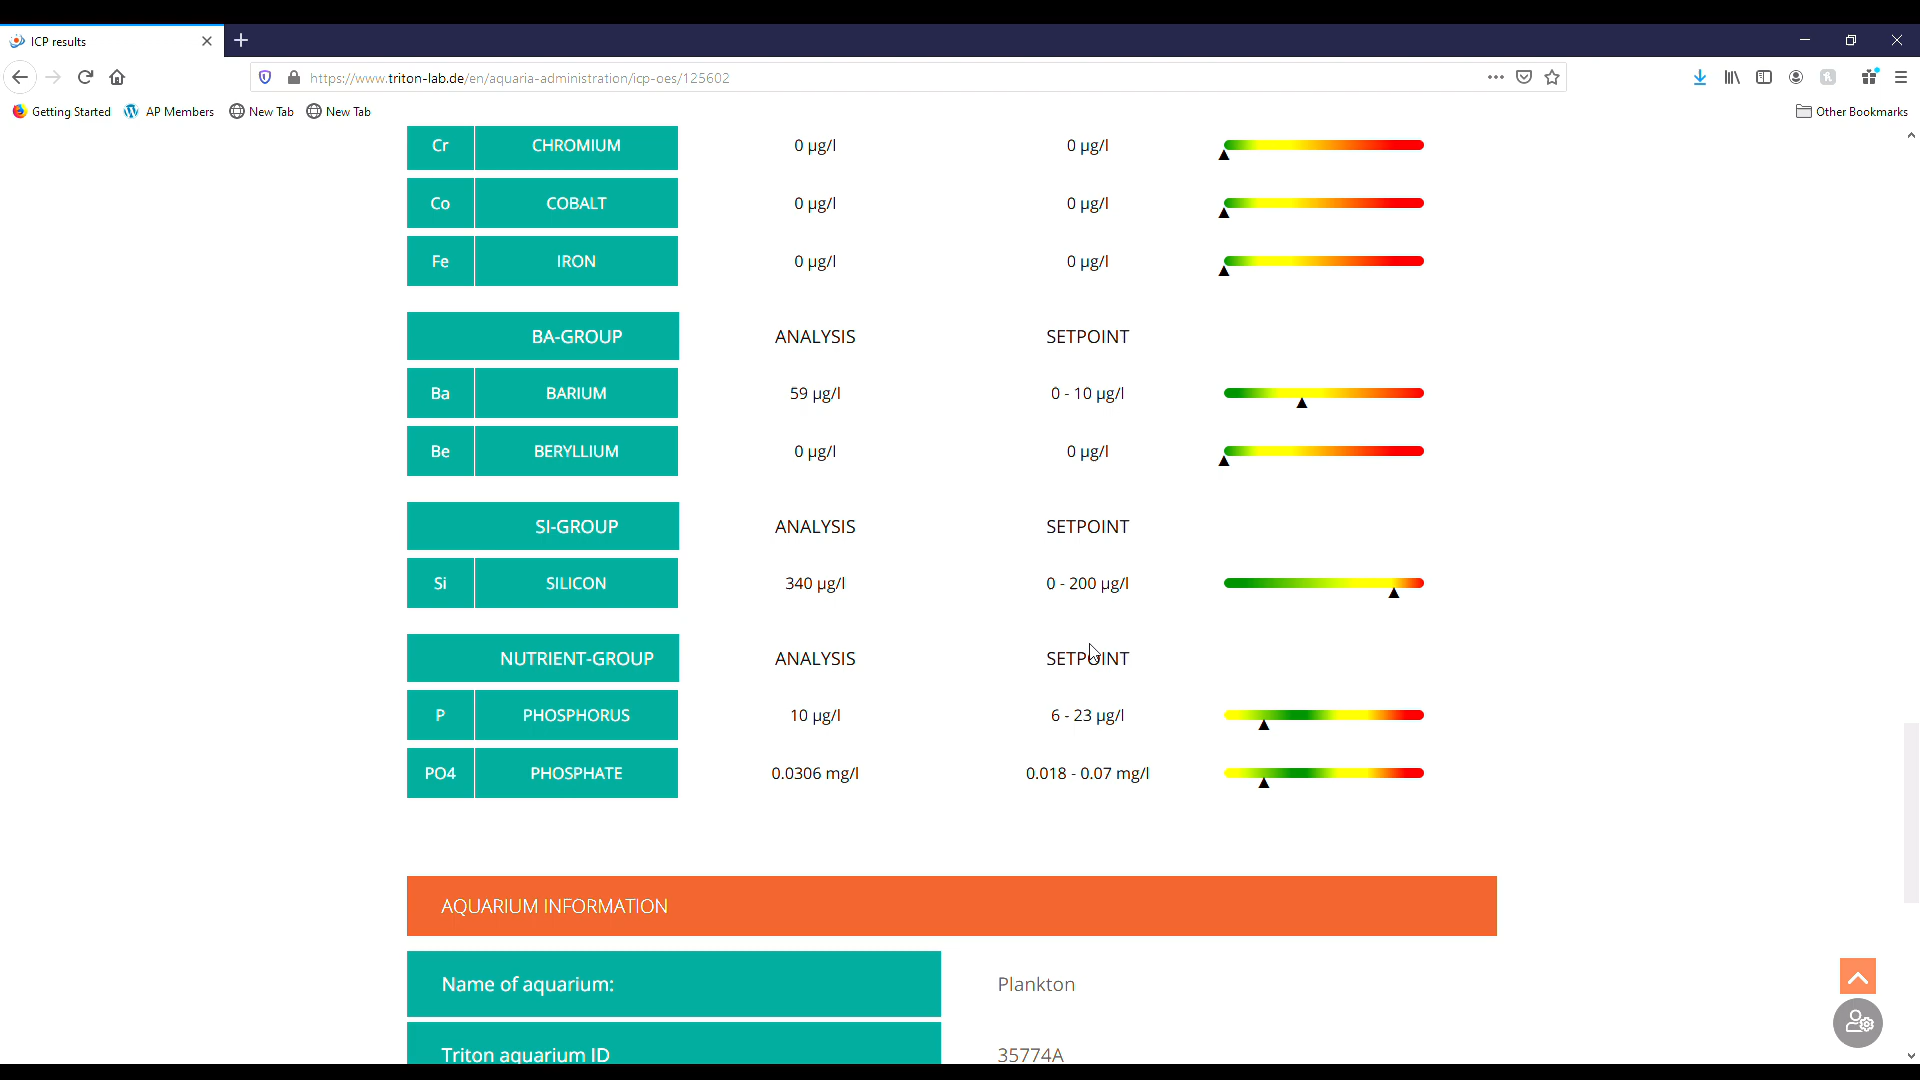 ICP results
https://www.triton-lab.de/en/aquaria-administration/icp-oes/125602
Getting Started AP Members New Tab New Tab Other Bookmarks
Cr CHROMIUM 0 µg/l 0 µg/l
Co COBALT 0 µg/l 0 µg/l
Fe IRON 0 µg/l 0 µg/l
BA-GROUP ANALYSIS SETPOINT
Ba BARIUM 59 µg/l 0 - 10 µg/l
Be BERYLLIUM 0 µg/l 0 µg/l
SI-GROUP ANALYSIS SETPOINT
Si SILICON 340 µg/l 0 - 200 µg/l
NUTRIENT-GROUP ANALYSIS SETPOINT
P PHOSPHORUS 10 µg/l 6 - 23 µg/l
PO4 PHOSPHATE 0.0306 mg/l 0.018 - 0.07 mg/l
AQUARIUM INFORMATION
Name of aquarium: Plankton
Triton aquarium ID 35774A